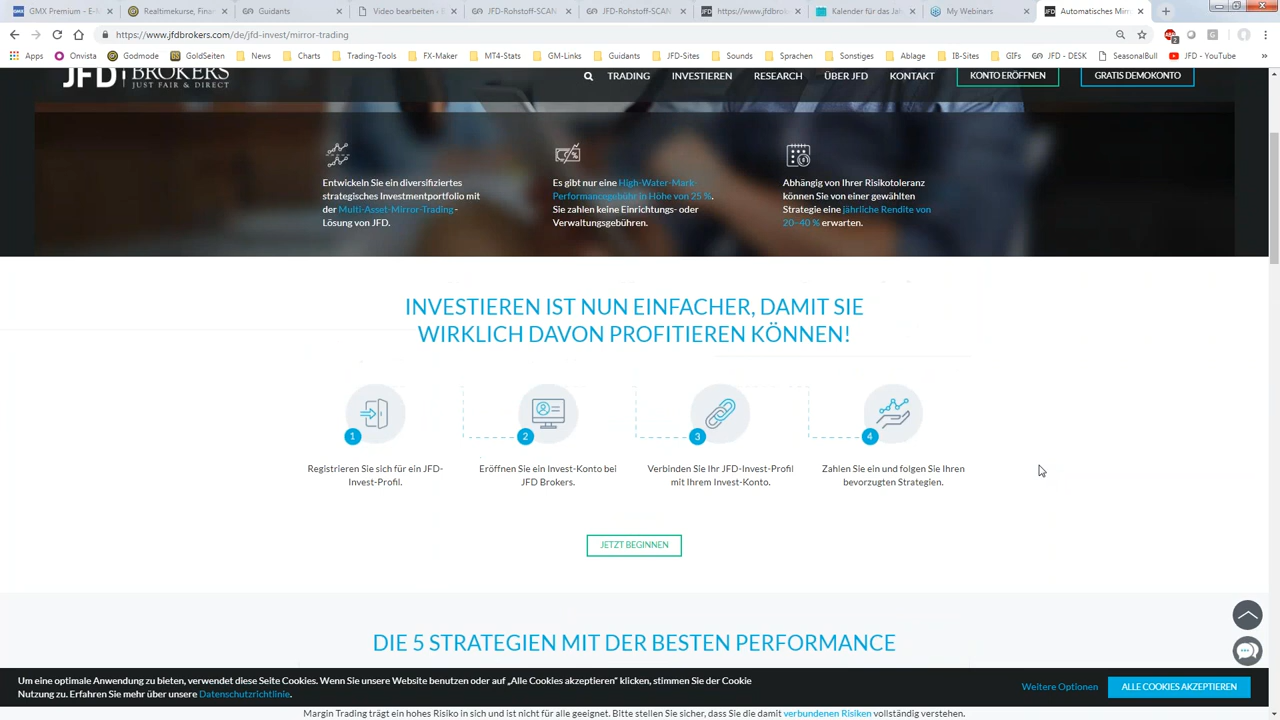 GMX Premium - E-M
Realtimekurse, Finan
Guidants
Video bearbeiten - 
JFD-Rohstoff-SCAN
JFD-Rohstoff-SCAN
https://www.jfdbrok
Kalender für das Jah
My Webinars
Automatisches Mirr
https://www.jfdbrokers.com/de/jfd-invest/mirror-trading
Apps
Onvista
Godmode
GoldSeiten
News
Charts
Trading-Tools
FX-Maker
MT4-Stats
GM-Links
Guidants
JFD-Sites
Sounds
Sprachen
Sonstiges
Ablage
IB-Sites
GIFs
JFD - DESK
SeasonalBull
JFD - YouTube
JFD BROKERS
JUST FAIR & DIRECT
TRADING
INVESTIEREN
RESEARCH
ÜBER JFD
KONTAKT
KONTO ERÖFFNEN
GRATIS DEMOKONTO
Entwickeln Sie ein diversifiziertes
strategisches Investmentportfolio mit
der Multi-Asset-Mirror-Trading-
Lösung von JFD.
Es gibt nur eine High-Water-Mark-
Performancegebühr in Höhe von 25 %.
Sie zahlen keine Einrichtungs- oder
Verwaltungsgebühren.
Abhängig von Ihrer Risikotoleranz
können Sie von einer gewählten
Strategie eine jährliche Rendite von
20–40 % erwarten.
INVESTIEREN IST NUN EINFACHER, DAMIT SIE
WIRKLICH DAVON PROFITIEREN KÖNNEN!
1
2
3
4
Registrieren Sie sich für ein JFD-
Invest-Profil.
Eröffnen Sie ein Invest-Konto bei
JFD Brokers.
Verbinden Sie Ihr JFD-Invest-Profil
mit Ihrem Invest-Konto.
Zahlen Sie ein und folgen Sie Ihren
bevorzugten Strategien.
JETZT BEGINNEN
DIE 5 STRATEGIEN MIT DER BESTEN PERFORMANCE
Um eine optimale Anwendung zu bieten, verwendet diese Seite Cookies. Wenn Sie unsere Website benutzen oder auf „Alle Cookies akzeptieren" klicken, stimmen Sie der Cookie
Nutzung zu. Erfahren Sie mehr über unsere Datenschutzrichtlinie.
Weitere Optionen
ALLE COOKIES AKZEPTIEREN
Margin Trading trägt ein hohes Risiko in sich und ist nicht für alle geeignet. Bitte stellen Sie sicher, dass Sie die damit verbundenen Risiken vollständig verstehen.